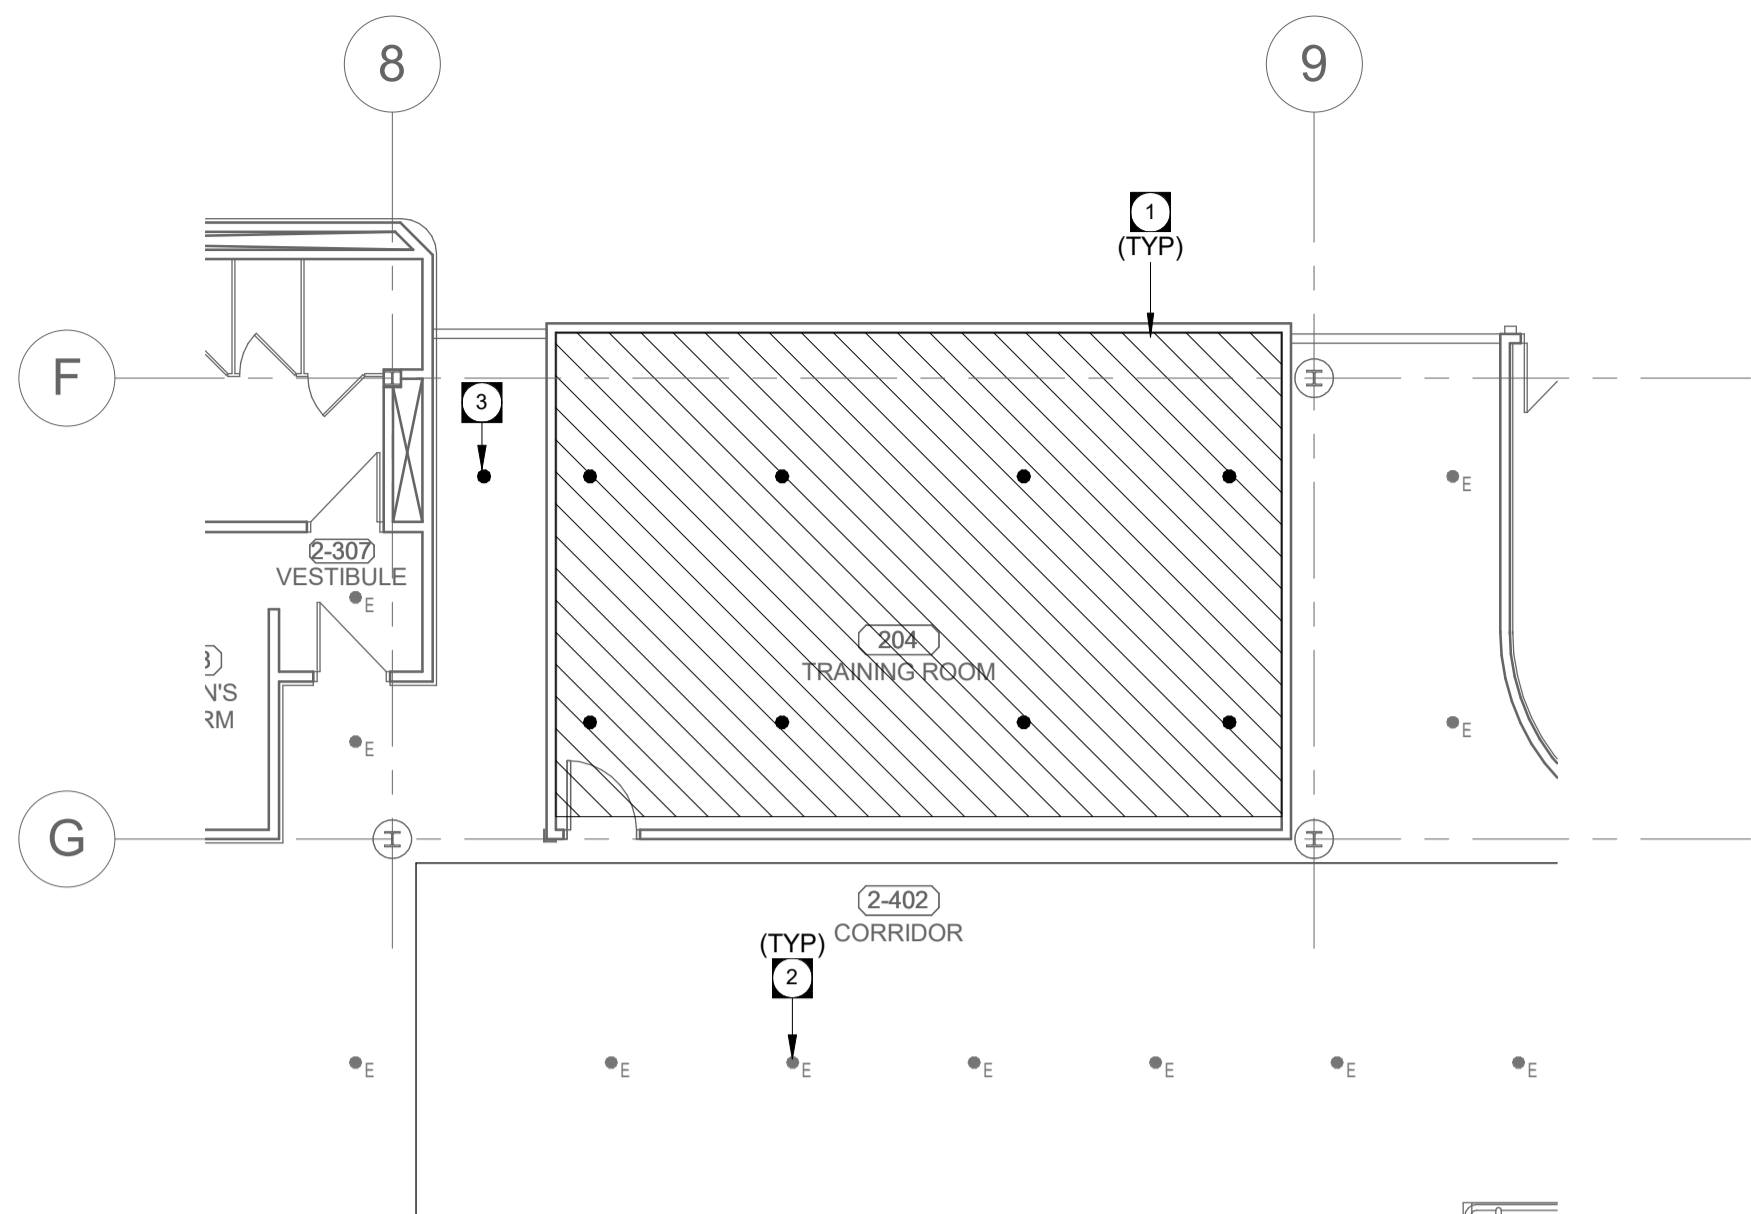 8
9
1
(TYP)
F
3
E
2-307
VESTIBULE
E
204
TRAINING ROOM
N'S
RM
E
E
G
2-402
CORRIDOR
(TYP)
2
E
E
E
E
E
E
E